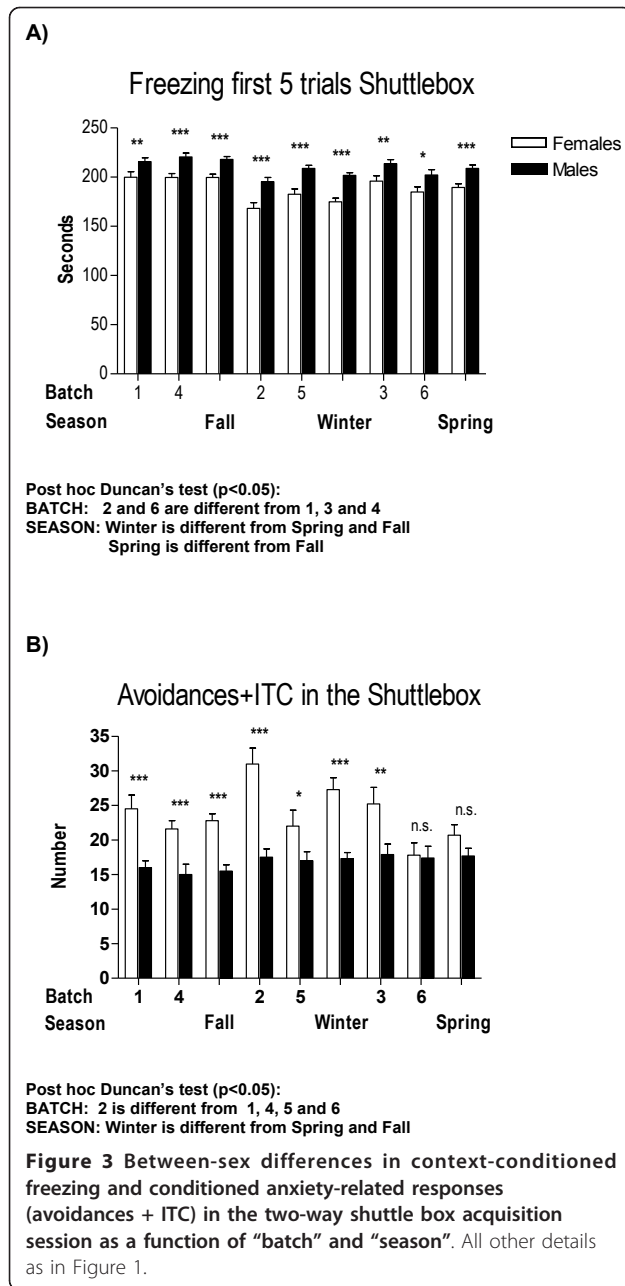 A)
Freezing first 5 trials Shuttlebox
250
200
150
100
50
0
Seconds
** *** *** *** *** *** ** * ***
Females
Males
Batch 1 4 2 5 3 6
Season Fall Winter Spring
Post hoc Duncan's test (p<0.05):
BATCH: 2 and 6 are different from 1, 3 and 4
SEASON: Winter is different from Spring and Fall
Spring is different from Fall
B)
Avoidances+ITC in the Shuttlebox
35
30
25
20
15
10
5
0
Number
*** *** *** *** * *** ** n.s. n.s.
Batch 1 4 2 5 3 6
Season Fall Winter Spring
Post hoc Duncan's test (p<0.05):
BATCH: 2 is different from 1, 4, 5 and 6
SEASON: Winter is different from Spring and Fall
Figure 3 Between-sex differences in context-conditioned
freezing and conditioned anxiety-related responses
(avoidances + ITC) in the two-way shuttle box acquisition
session as a function of "batch" and "season". All other details
as in Figure 1.